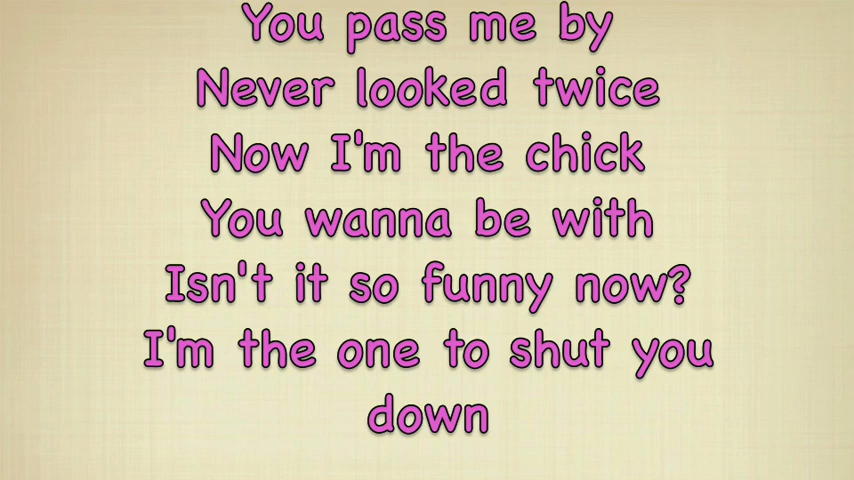 You pass me by
Never looked twice
Now I'm the chick
You wanna be with
Isn't it so funny now?
I'm the one to shut you
down